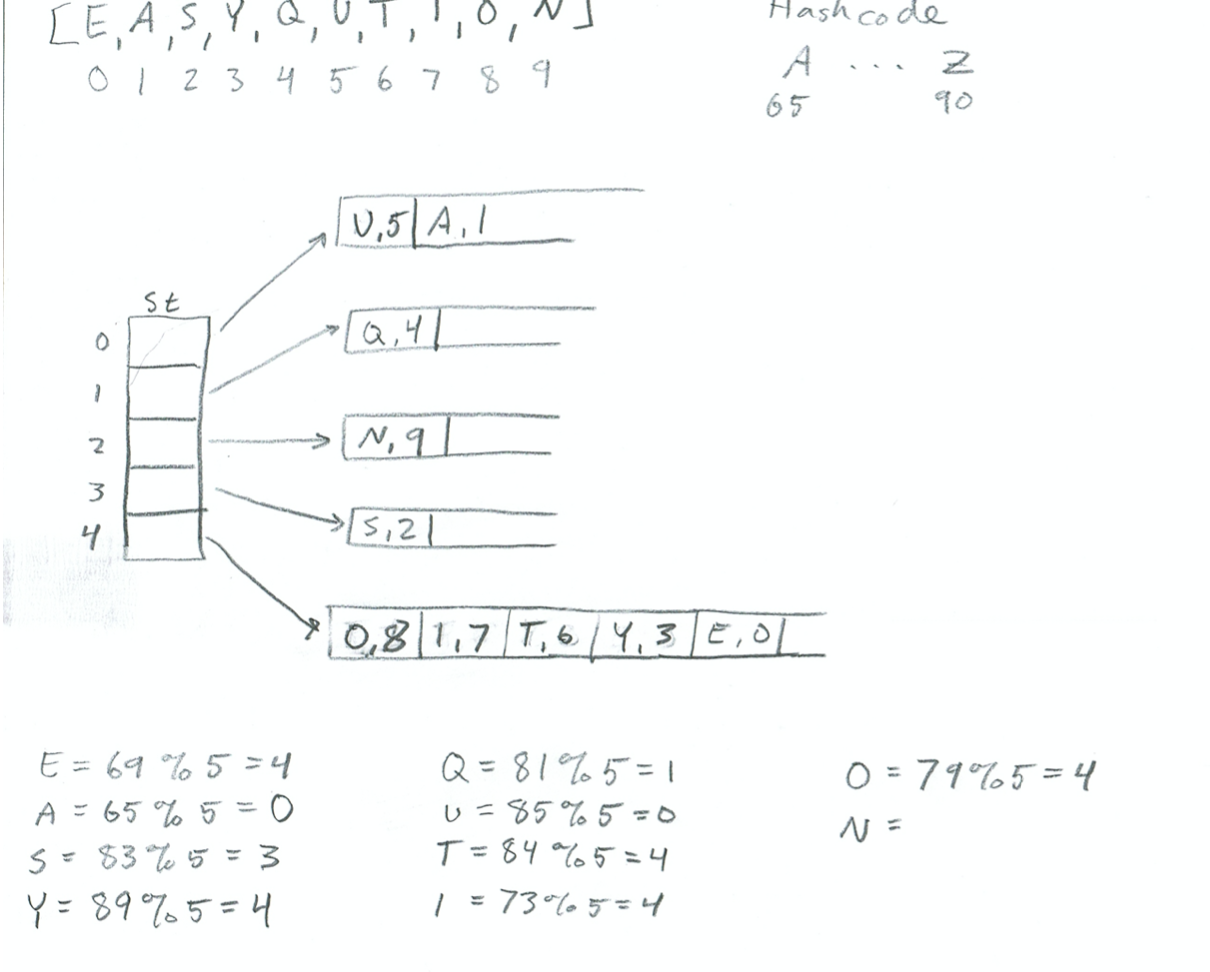 [E, A, S, Y, Q, U, T, I, O, N]
0 1 2 3 4 5 6 7 8 9
Hashcode
A ... Z
65 90
U,5 A,1
st
0
Q,4
1
N,9
2
3
S,2
4
O,8 I,7 T,6 Y,3 E,0
E = 69 % 5 = 4
A = 65 % 5 = 0
S = 83 % 5 = 3
Y = 89 % 5 = 4
Q = 81 % 5 = 1
U = 85 % 5 = 0
T = 84 % 5 = 4
I = 73 % 5 = 4
O = 79 % 5 = 4
N =